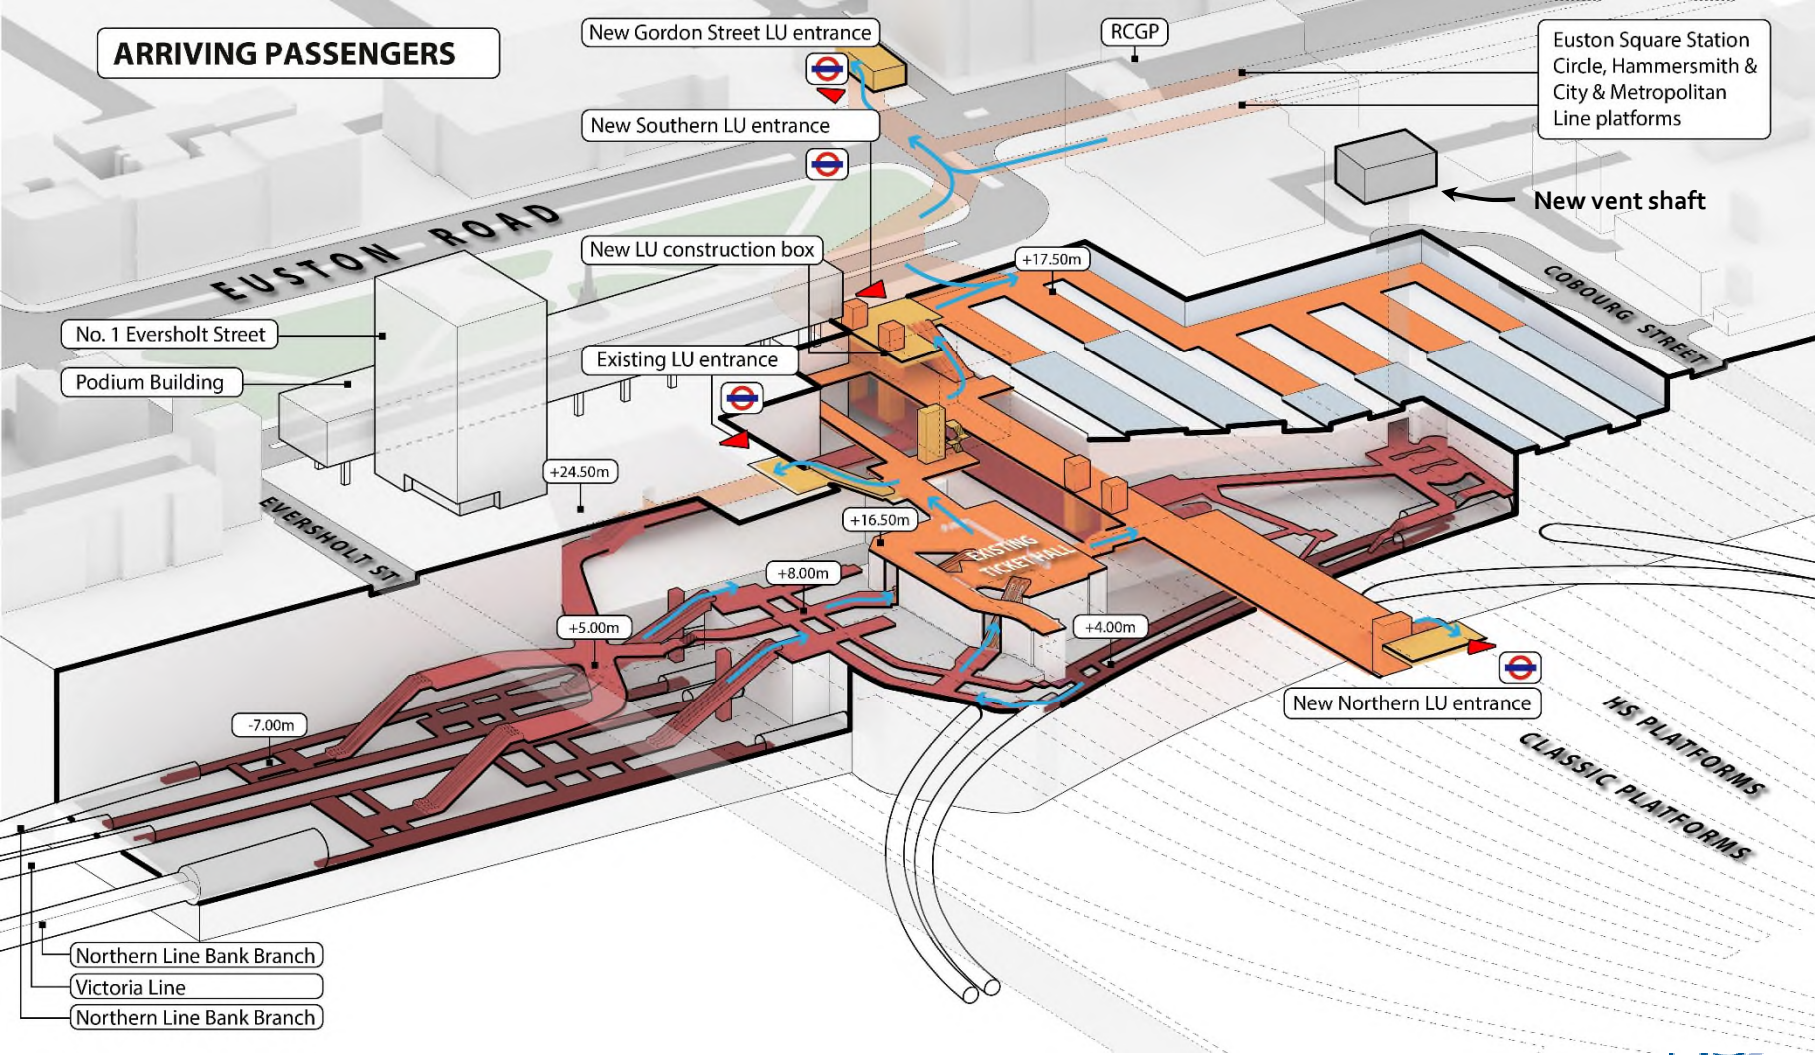 ARRIVING PASSENGERS
New Gordon Street LU entrance
RCGP
Euston Square Station
Circle, Hammersmith &
City & Metropolitan
Line platforms
New Southern LU entrance
New vent shaft
EUSTON ROAD
New LU construction box
+17.50m
COBOURG STREET
No. 1 Eversholt Street
Existing LU entrance
Podium Building
+24.50m
EVERSHOLT ST
+16.50m
EXISTING
TICKET HALL
+8.00m
+5.00m
+4.00m
New Northern LU entrance
-7.00m
HS PLATFORMS
CLASSIC PLATFORMS
Northern Line Bank Branch
Victoria Line
Northern Line Bank Branch